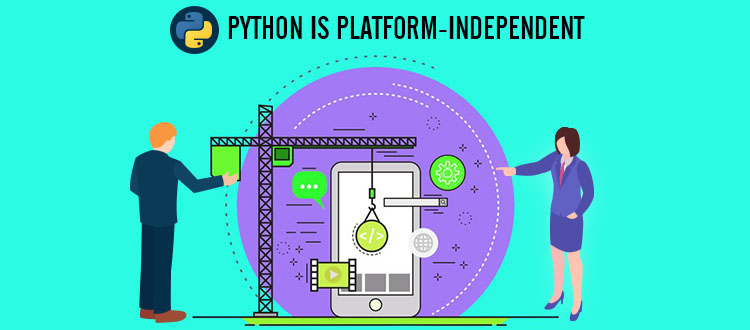 PYTHON IS PLATFORM-INDEPENDENT
</>